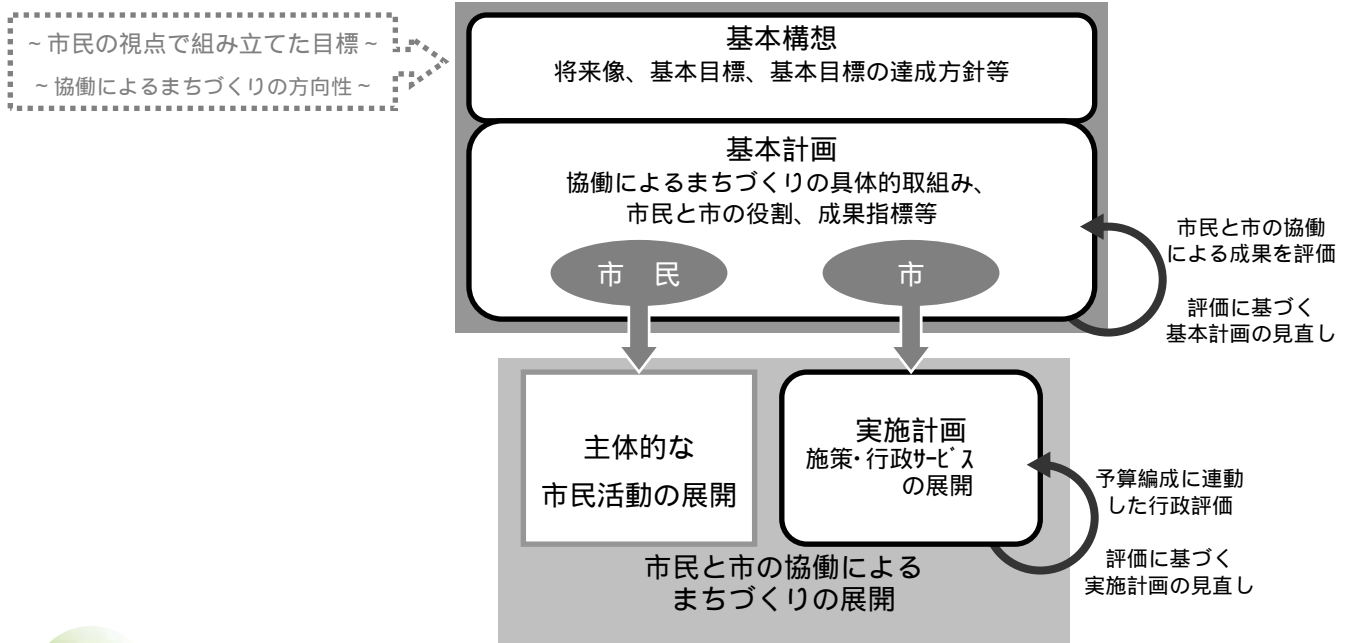 ~市民の視点で組み立てた目標~
~協働によるまちづくりの方向性~
基本構想
将来像、基本目標、基本目標の達成方針等
基本計画
協働によるまちづくりの具体的取組み、
市民と市の役割、成果指標等
市　民
市
市民と市の協働
による成果を評価
評価に基づく
基本計画の見直し
主体的な
市民活動の展開
実施計画
施策・行政ｻｰﾋﾞｽ
の展開
予算編成に連動
した行政評価
評価に基づく
実施計画の見直し
市民と市の協働による
まちづくりの展開